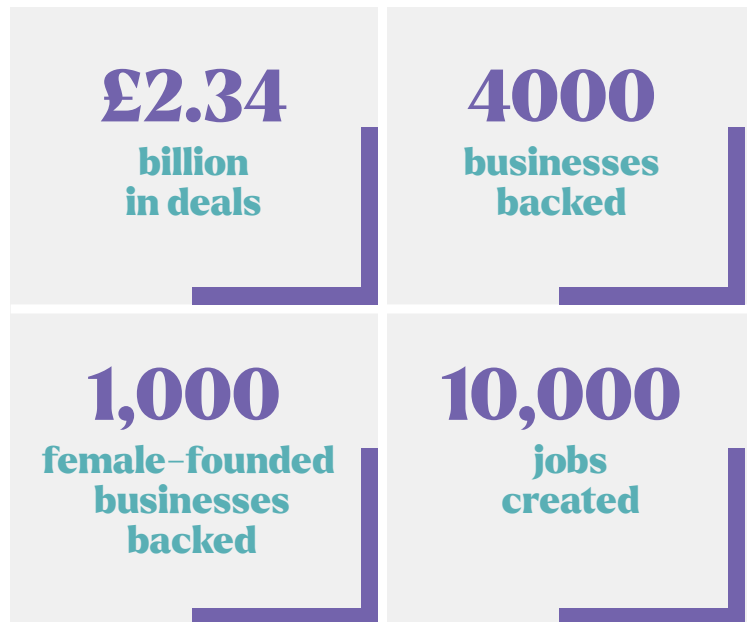 £2.34
billion
in deals
4000
businesses
backed
1,000
female-founded
businesses
backed
10,000
jobs
created